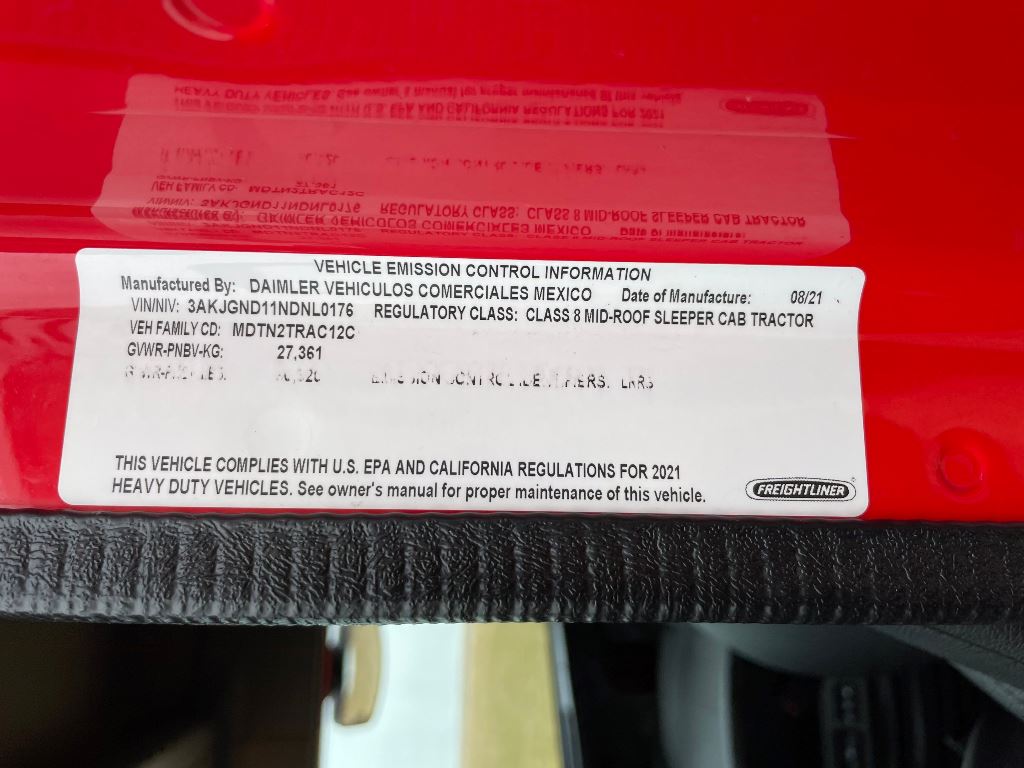 VEHICLE EMISSION CONTROL INFORMATION
Manufactured By: DAIMLER VEHICULOS COMERCIALES MEXICO Date of Manufacture: 08/21
VIN/NIV: 3AKJGND11NDNL0176 REGULATORY CLASS: CLASS 8 MID-ROOF SLEEPER CAB TRACTOR
VEH FAMILY CD: MDTN2TRAC12C
GVWR-PNBV-KG: 27,361
THIS VEHICLE COMPLIES WITH U.S. EPA AND CALIFORNIA REGULATIONS FOR 2021
HEAVY DUTY VEHICLES. See owner's manual for proper maintenance of this vehicle.
FREIGHTLINER